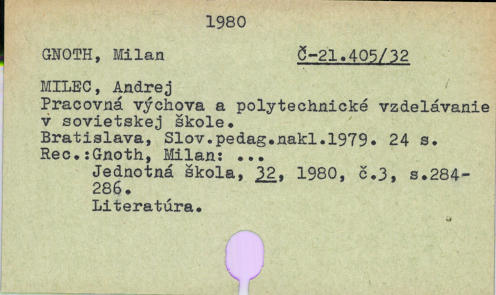 1980
GNOTH, Milan Č-21.405/32
MILEC, Andrej
Pracovná výchova a polytechnické vzdelávanie
v sovietskej škole.
Bratislava, Slov.pedag.nakl.1979. 24 s.
Rec.:Gnoth, Milan: ...
Jednotná škola, 32, 1980, č.3, s.284-
286.
Literatúra.